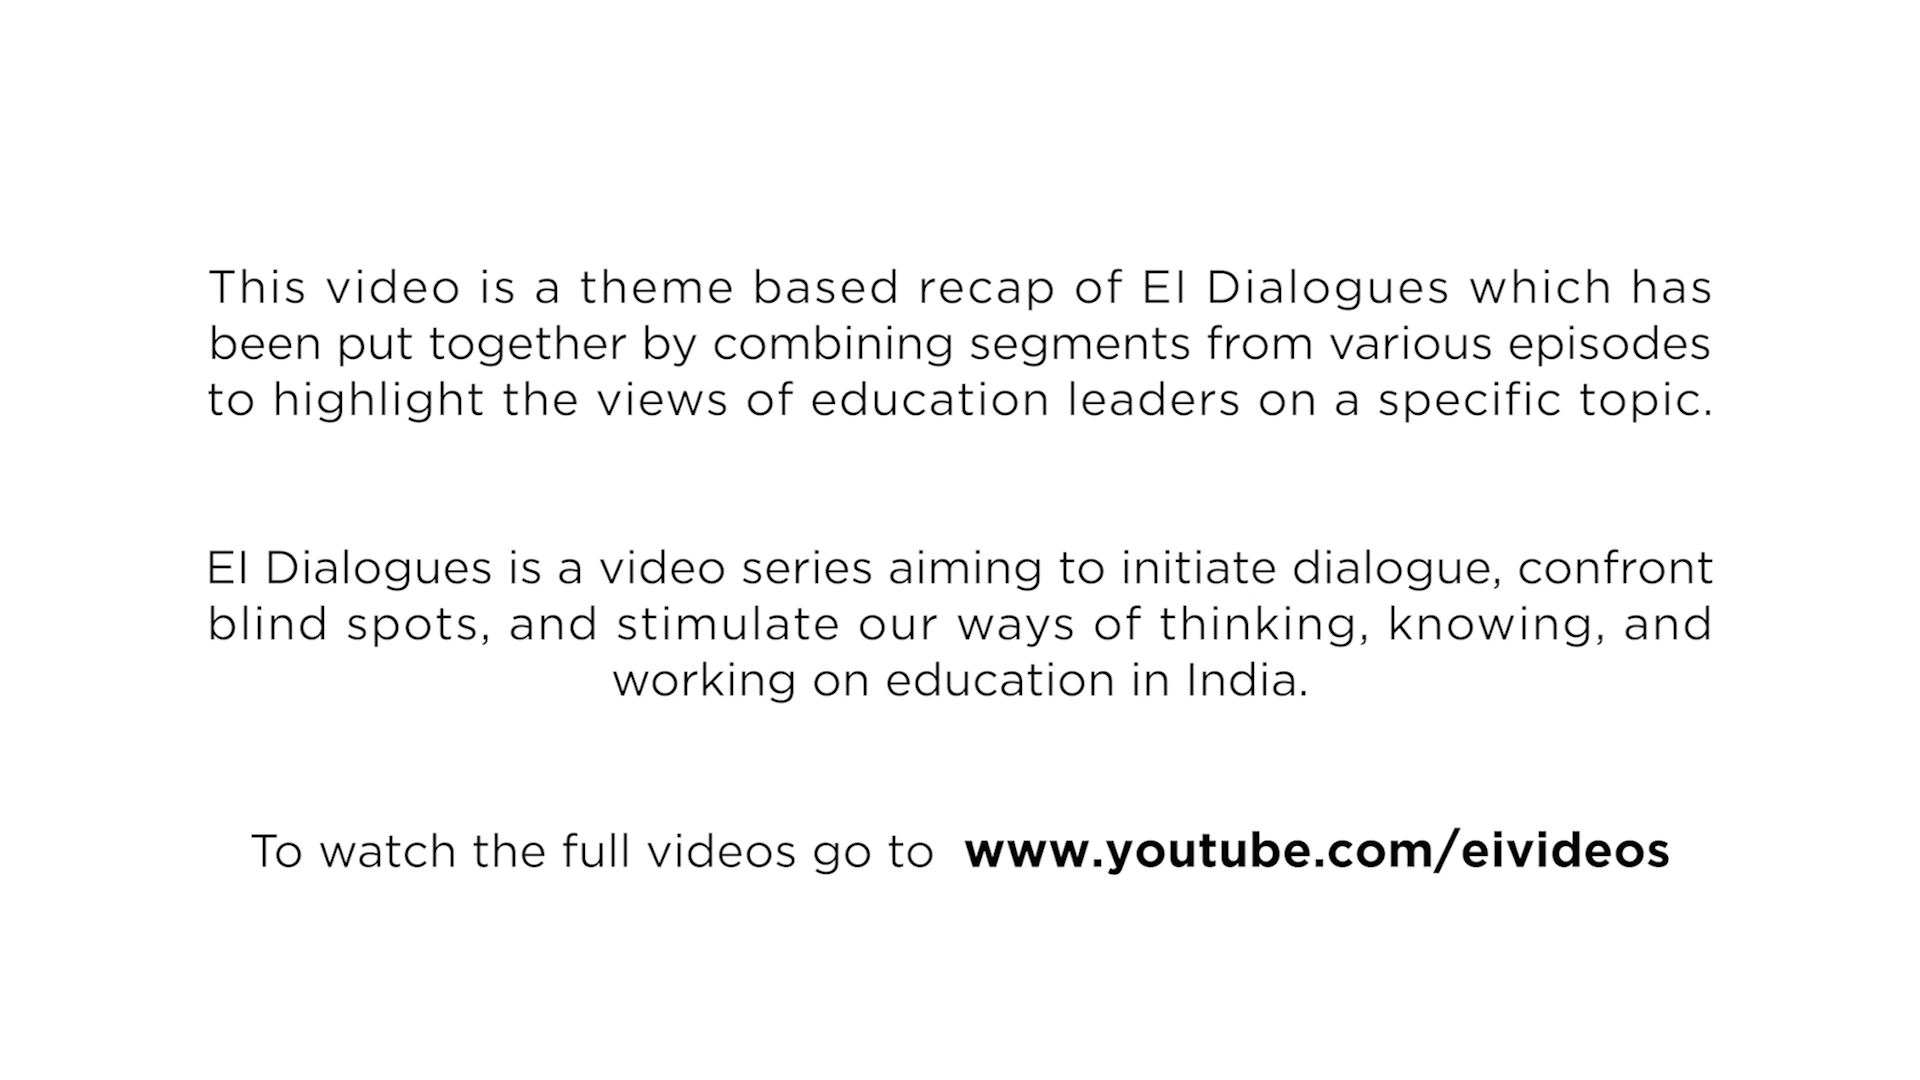 This video is a theme based recap of EI Dialogues which has
been put together by combining segments from various episodes
to highlight the views of education leaders on a specific topic.
EI Dialogues is a video series aiming to initiate dialogue, confront
blind spots, and stimulate our ways of thinking, knowing, and
working on education in India.
To watch the full videos go to www.youtube.com/eivideos